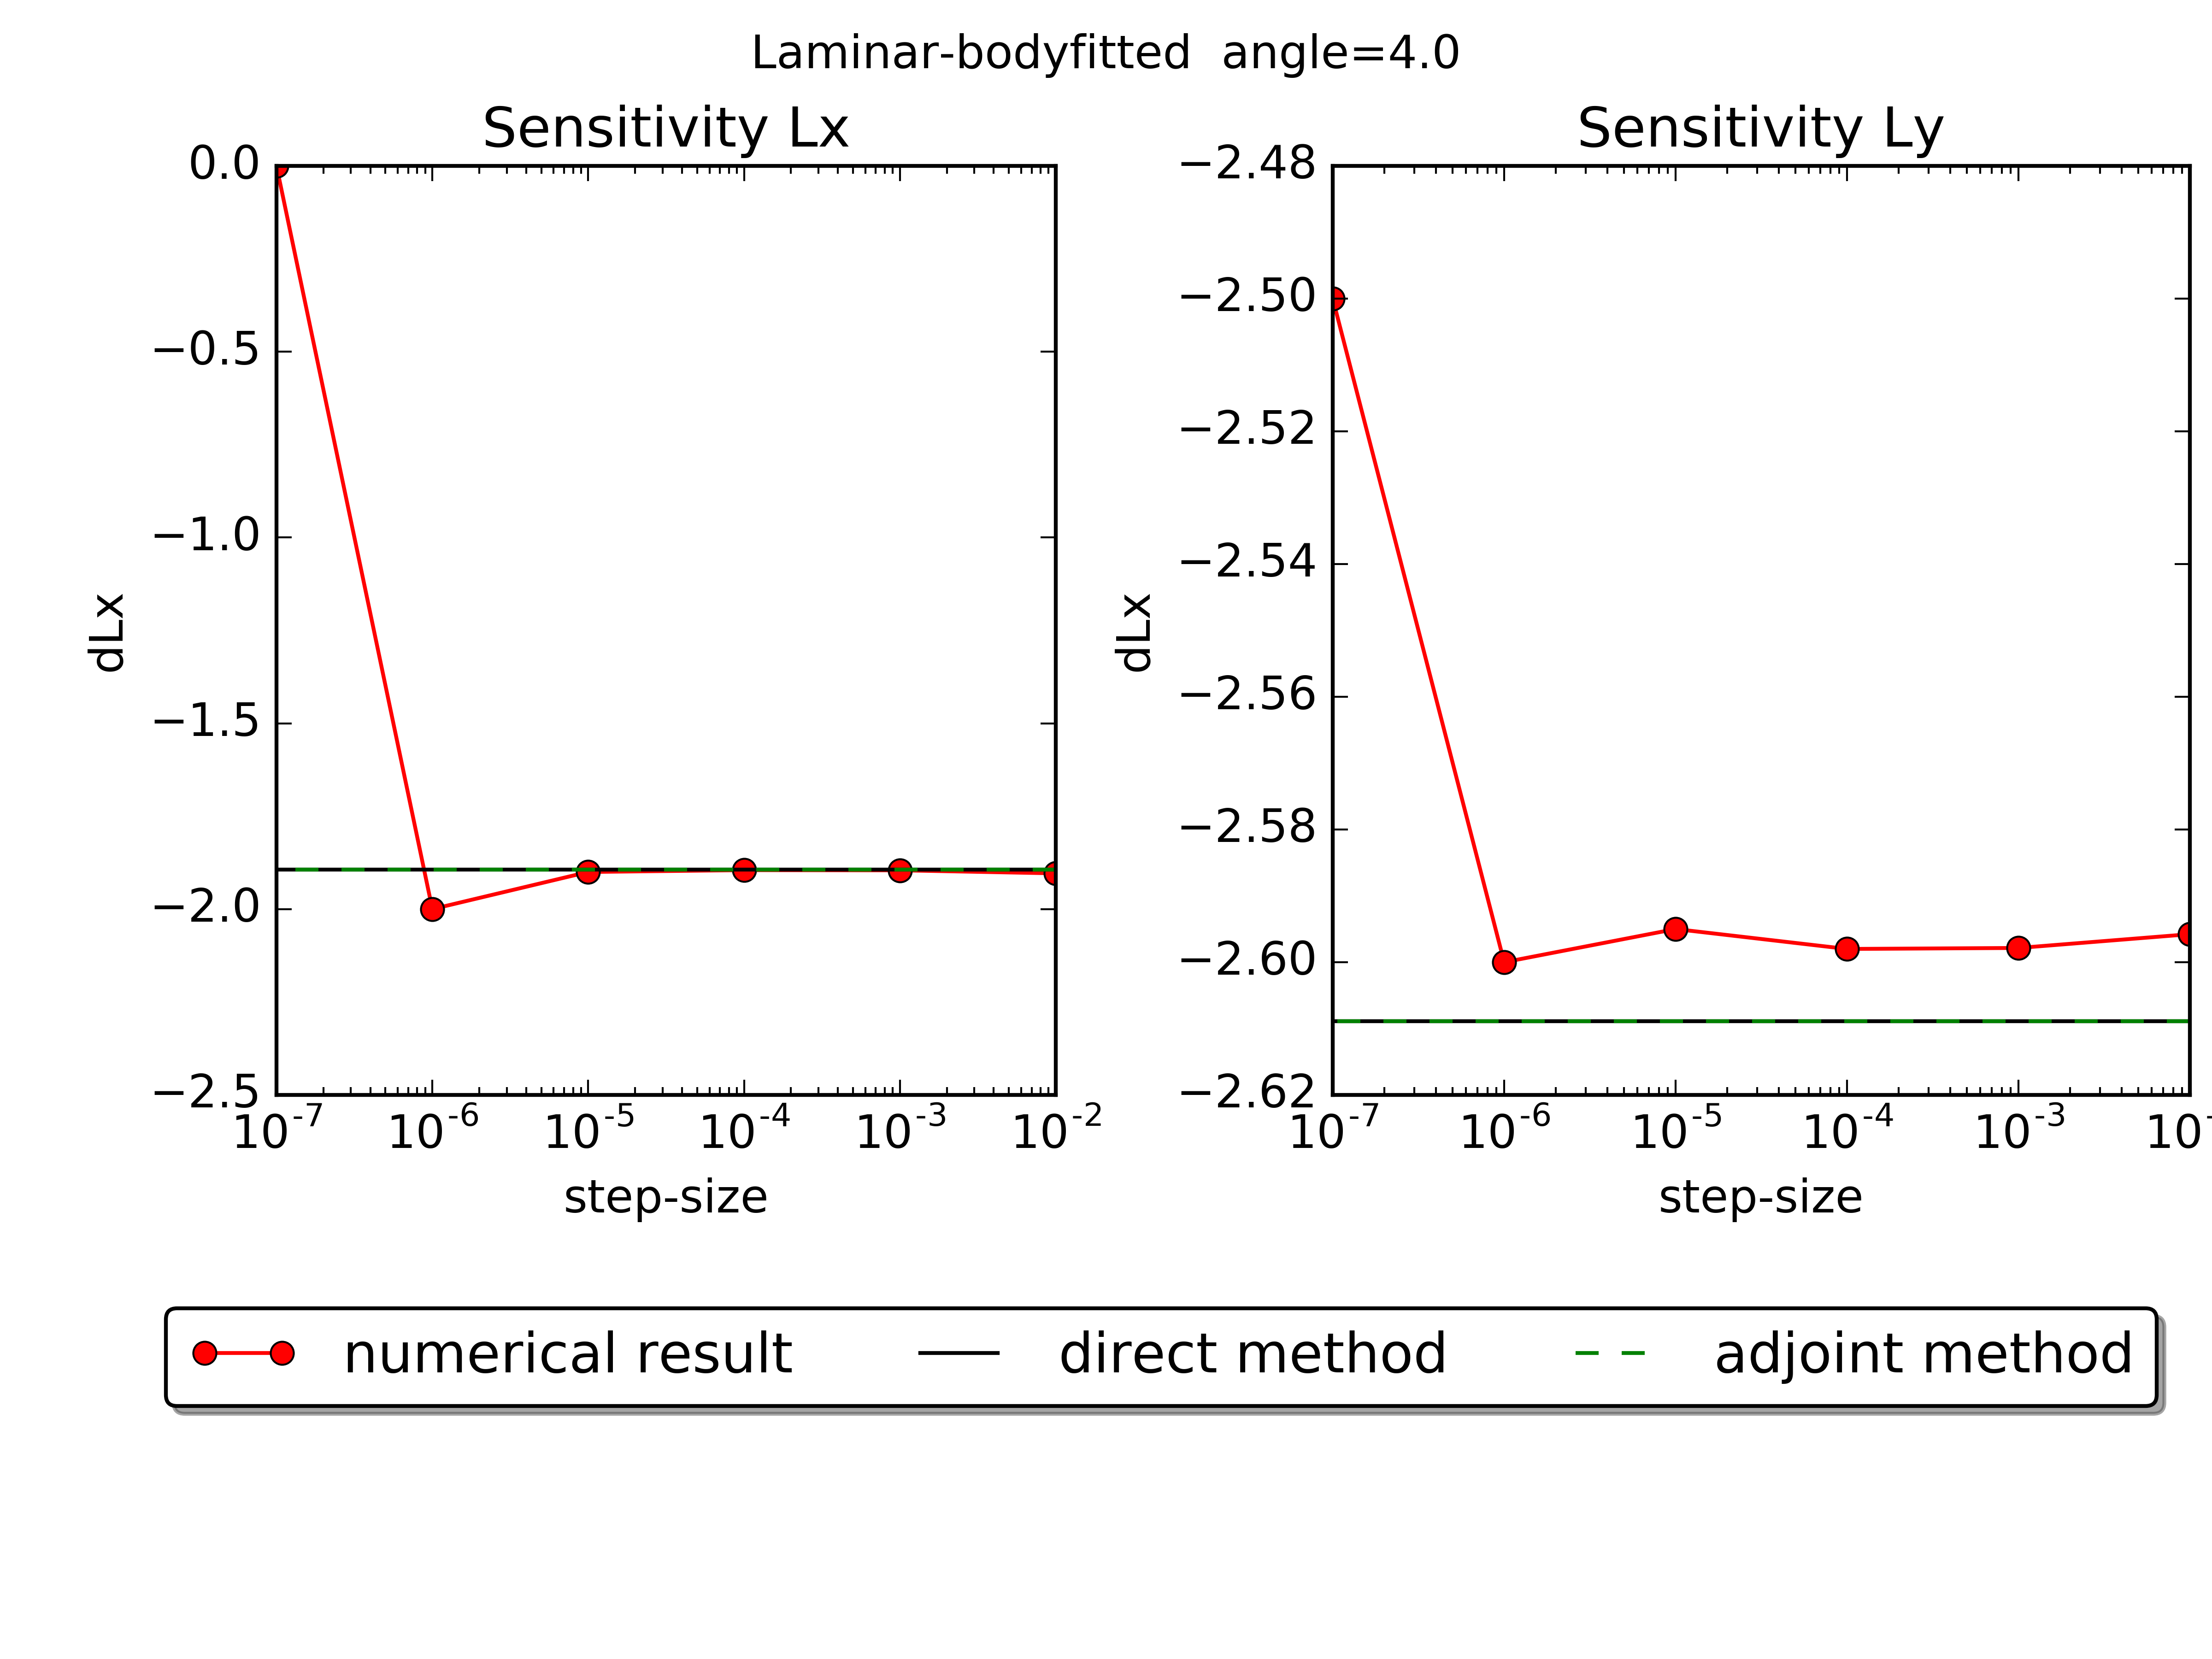 Laminar-bodyfitted  angle=4.0
Sensitivity Lx
0.0
−0.5
−1.0
−1.5
−2.0
−2.5
dLx
10^-7 10^-6 10^-5 10^-4 10^-3 10^-2
step-size
Sensitivity Ly
−2.48
−2.50
−2.52
−2.54
−2.56
−2.58
−2.60
−2.62
dLx
10^-7 10^-6 10^-5 10^-4 10^-3 10^-
step-size
numerical result direct method adjoint method